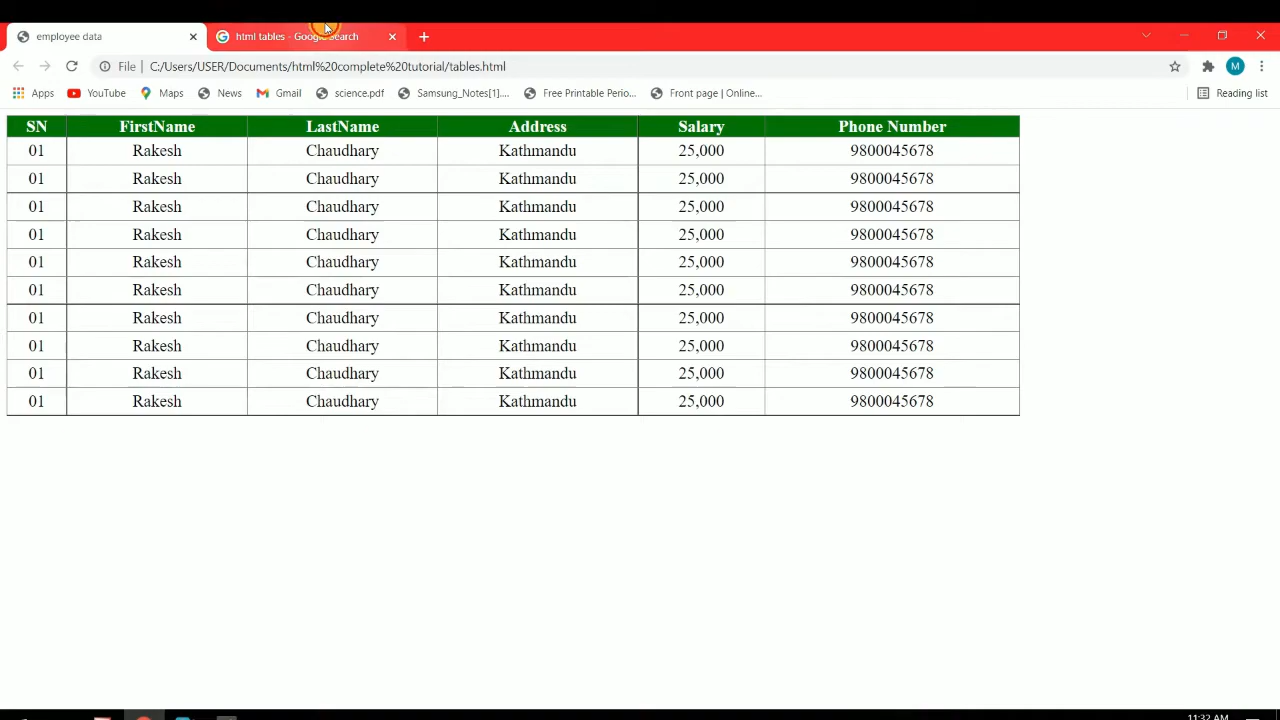 employee data
html tables - Google Search
File
C:/Users/USER/Documents/html%20complete%20tutorial/tables.html
M
Apps YouTube Maps News Gmail science.pdf Samsung_Notes[1].... Free Printable Perio... Front page | Online... Reading list
SN FirstName LastName Address Salary Phone Number
01 Rakesh Chaudhary Kathmandu 25,000 9800045678
01 Rakesh Chaudhary Kathmandu 25,000 9800045678
01 Rakesh Chaudhary Kathmandu 25,000 9800045678
01 Rakesh Chaudhary Kathmandu 25,000 9800045678
01 Rakesh Chaudhary Kathmandu 25,000 9800045678
01 Rakesh Chaudhary Kathmandu 25,000 9800045678
01 Rakesh Chaudhary Kathmandu 25,000 9800045678
01 Rakesh Chaudhary Kathmandu 25,000 9800045678
01 Rakesh Chaudhary Kathmandu 25,000 9800045678
01 Rakesh Chaudhary Kathmandu 25,000 9800045678
11:32 AM